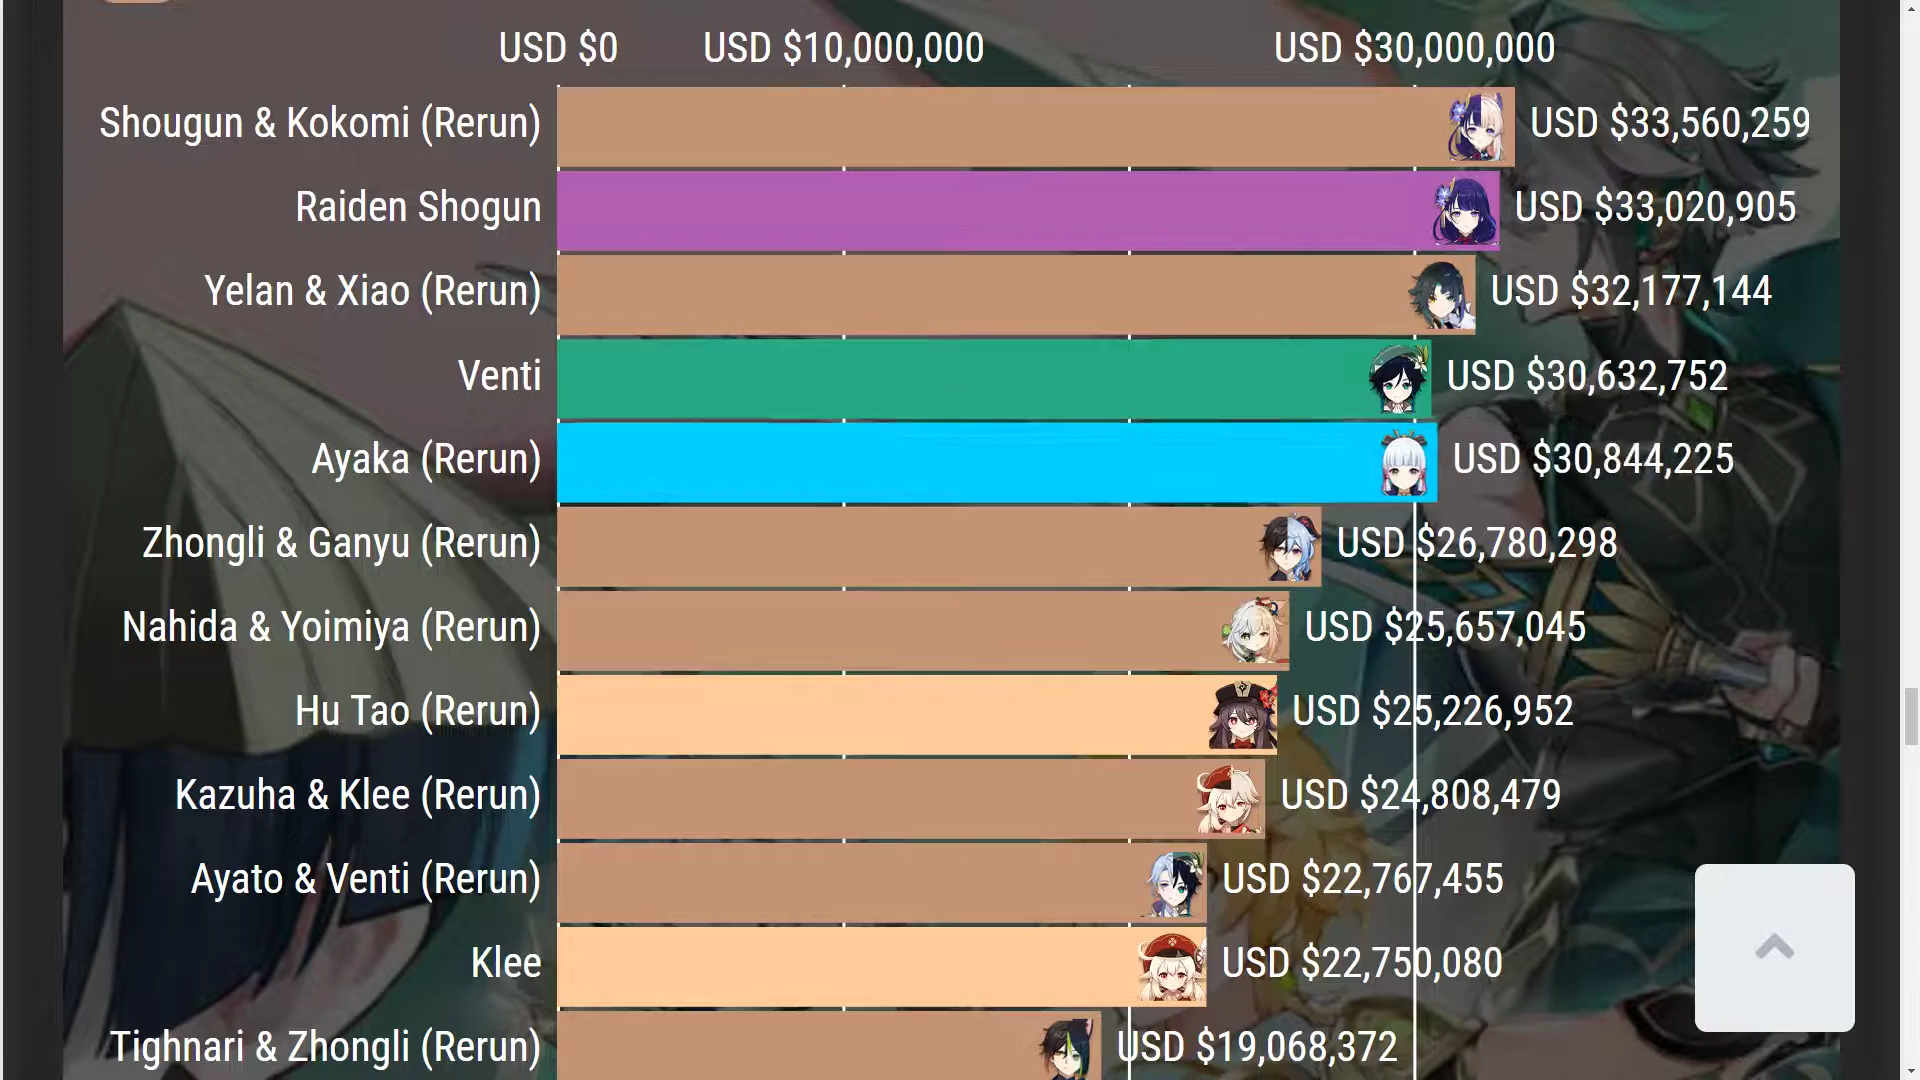 USD $0 USD $10,000,000 USD $30,000,000
Shougun & Kokomi (Rerun) USD $33,560,259
Raiden Shogun USD $33,020,905
Yelan & Xiao (Rerun) USD $32,177,144
Venti USD $30,632,752
Ayaka (Rerun) USD $30,844,225
Zhongli & Ganyu (Rerun) USD $26,780,298
Nahida & Yoimiya (Rerun) USD $25,657,045
Hu Tao (Rerun) USD $25,226,952
Kazuha & Klee (Rerun) USD $24,808,479
Ayato & Venti (Rerun) USD $22,767,455
Klee USD $22,750,080
Tighnari & Zhongli (Rerun) USD $19,068,372